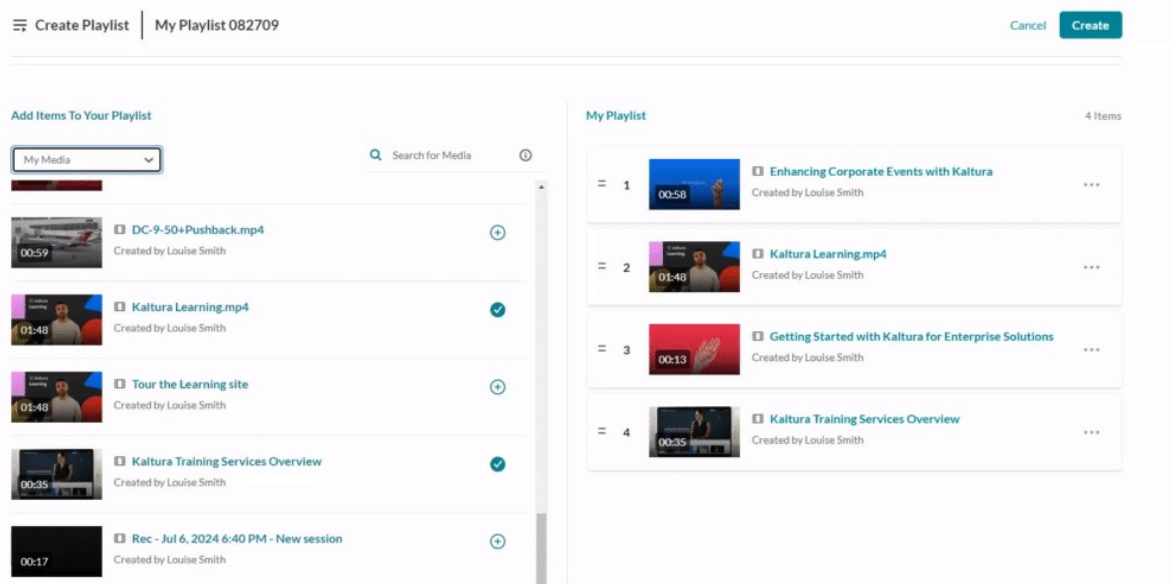 Create Playlist
My Playlist 082709
Cancel
Create
Add Items To Your Playlist
My Media
Search for Media
00:59
DC-9-50+Pushback.mp4
Created by Louise Smith
kaltura
Learning
01:48
Kaltura Learning.mp4
Created by Louise Smith
kaltura
Learning
01:48
Tour the Learning site
Created by Louise Smith
00:35
Kaltura Training Services Overview
Created by Louise Smith
00:17
Rec - Jul 6, 2024 6:40 PM - New session
Created by Louise Smith
My Playlist
4 Items
1
00:58
Enhancing Corporate Events with Kaltura
Created by Louise Smith
2
kaltura
Learning
01:48
Kaltura Learning.mp4
Created by Louise Smith
3
00:13
Getting Started with Kaltura for Enterprise Solutions
Created by Louise Smith
4
00:35
Kaltura Training Services Overview
Created by Louise Smith